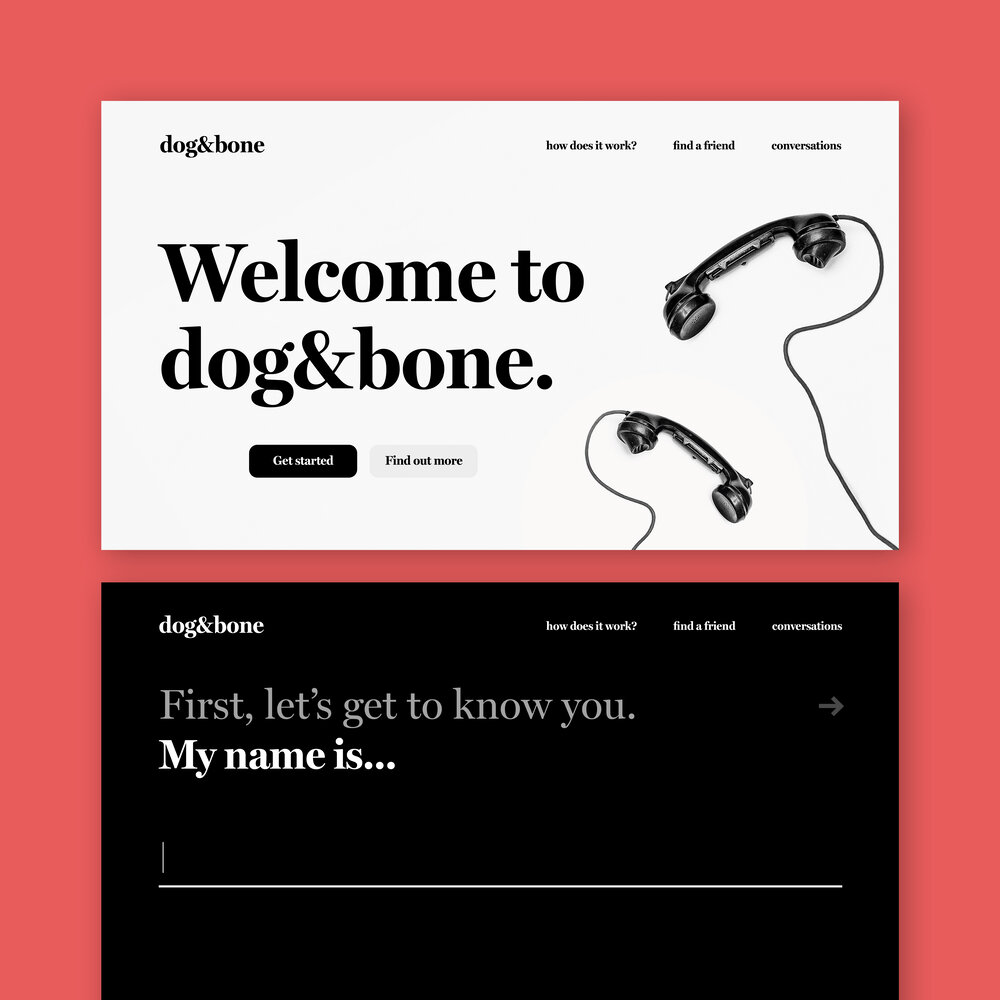 dog&bone
how does it work?
find a friend
conversations
Welcome to
dog&bone.
Get started
Find out more
dog&bone
how does it work?
find a friend
conversations
First, let’s get to know you.
My name is...